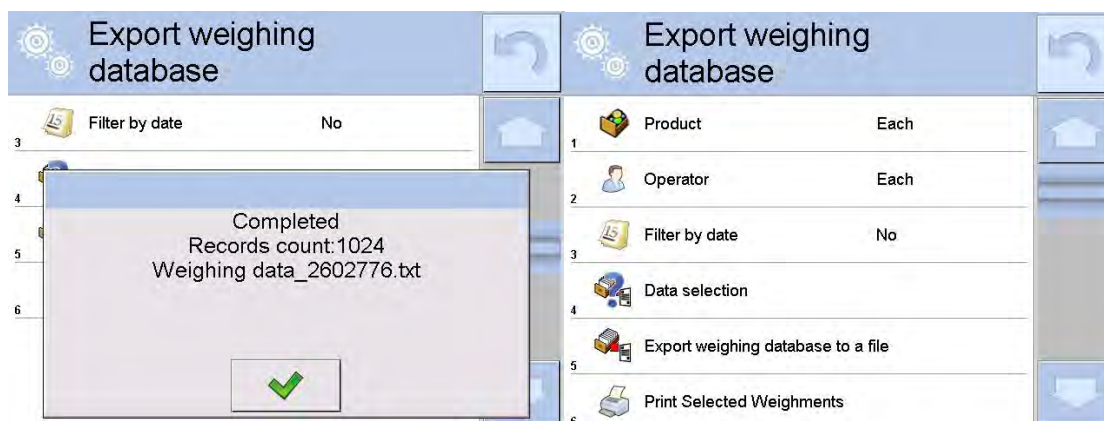 Export weighing
database
15
Filter by date No
3
4
5
6
Completed
Records count:1024
Weighing data_2602776.txt
Export weighing
database
Product Each
1
Operator Each
2
15
Filter by date No
3
Data selection
4
Export weighing database to a file
5
Print Selected Weighments
6